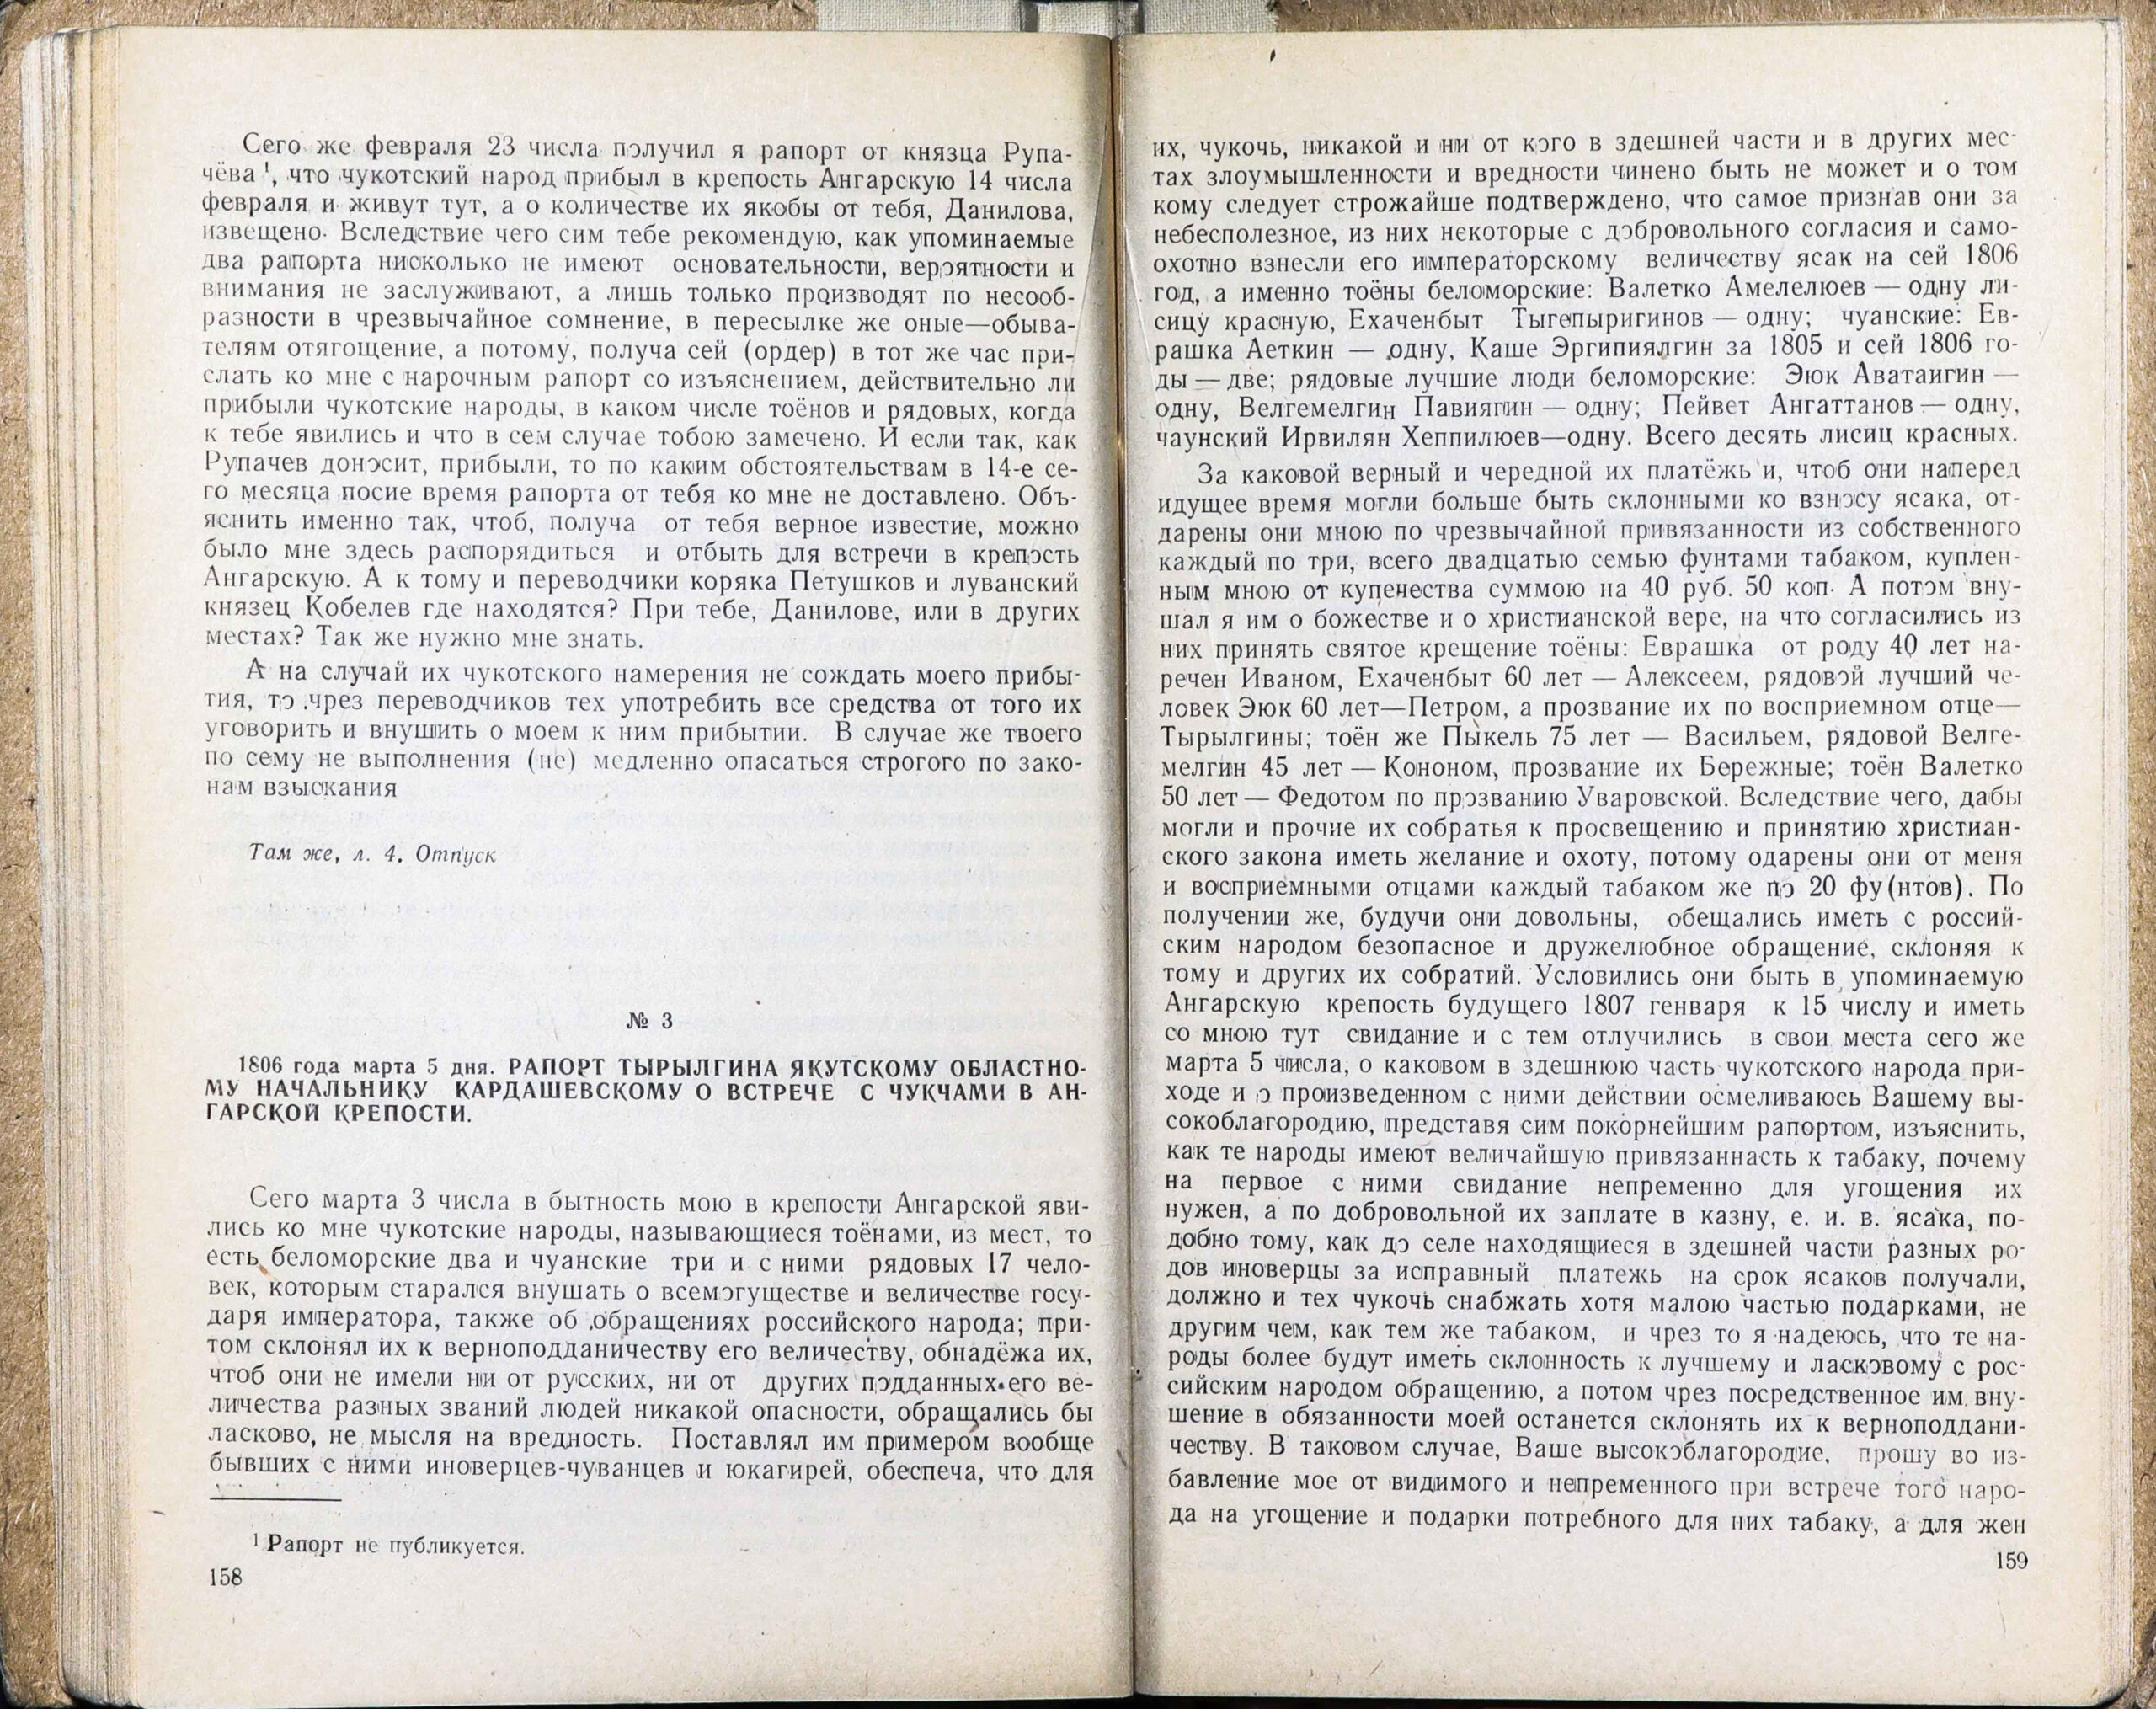 Сего же февраля 23 числа получил я рапорт от князца Рупа-
чёва ¹, что чукотский народ прибыл в крепость Ангарскую 14 числа
февраля и живут тут, а о количестве их якобы от тебя, Данилова,
извещено. Вследствие чего сим тебе рекомендую, как упоминаемые
два рапорта нисколько не имеют основательности, вероятности и
внимания не заслуживают, а лишь только производят по несооб-
разности в чрезвычайное сомнение, в пересылке же оные—обыва-
телям отягощение, а потому, получа сей (ордер) в тот же час при-
слать ко мне с нарочным рапорт со изъяснением, действительно ли
прибыли чукотские народы, в каком числе тоёнов и рядовых, когда
к тебе явились и что в сем случае тобою замечено. И если так, как
Рупачев доносит, прибыли, то по каким обстоятельствам в 14-е се-
го месяца посие время рапорта от тебя ко мне не доставлено. Объ-
яснить именно так, чтоб, получа от тебя верное известие, можно
было мне здесь распорядиться и отбыть для встречи в крепость
Ангарскую. А к тому и переводчики коряка Петушков и луванский
князец Кобелев где находятся? При тебе, Данилове, или в других
местах? Так же нужно мне знать.
А на случай их чукотского намерения не сождать моего прибы-
тия, то чрез переводчиков тех употребить все средства от того их
уговорить и внушить о моем к ним прибытии. В случае же твоего
по сему не выполнения (не) медленно опасаться строгого по зако-
нам взыскания
Там же, л. 4. Отпуск
№ 3
1806 года марта 5 дня. РАПОРТ ТЫРЫЛГИНА ЯКУТСКОМУ ОБЛАСТНО-
МУ НАЧАЛЬНИКУ КАРДАШЕВСКОМУ О ВСТРЕЧЕ С ЧУКЧАМИ В АН-
ГАРСКОЙ КРЕПОСТИ.
Сего марта 3 числа в бытность мою в крепости Ангарской яви-
лись ко мне чукотские народы, называющиеся тоёнами, из мест, то
есть беломорские два и чуанские три и с ними рядовых 17 чело-
век, которым старался внушать о всемогуществе и величестве госу-
даря императора, также об обращениях российского народа; при-
том склонял их к верноподданичеству его величеству, обнадёжа их,
чтоб они не имели ни от русских, ни от других подданных его ве-
личества разных званий людей никакой опасности, обращались бы
ласково, не мысля на вредность. Поставлял им примером вообще
бывших с ними иноверцев-чуванцев и юкагирей, обеспеча, что для
¹ Рапорт не публикуется.
158
их, чукочь, никакой и ни от кого в здешней части и в других мес-
тах злоумышленности и вредности чинено быть не может и о том
кому следует строжайше подтверждено, что самое признав они за
небесполезное, из них некоторые с добровольного согласия и само-
охотно взнесли его императорскому величеству ясак на сей 1806
год, а именно тоёны беломорские: Валетко Амелелюев — одну ли-
сицу красную, Ехаченбыт Тыгепыригинов — одну; чуанские: Ев-
рашка Аеткин — одну, Каше Эргипиялгин за 1805 и сей 1806 го-
ды — две; рядовые лучшие люди беломорские: Эюк Аватаигин —
одну, Велгемелгин Павиягин — одну; Пейвет Ангаттанов — одну,
чаунский Ирвилян Хеппилюев—одну. Всего десять лисиц красных.
За каковой верный и чередной их платёжь и, чтоб они наперед
идущее время могли больше быть склонными ко взносу ясака, от-
дарены они мною по чрезвычайной привязанности из собственного
каждый по три, всего двадцатью семью фунтами табаком, куплен-
ным мною от купечества суммою на 40 руб. 50 коп. А потом вну-
шал я им о божестве и о христианской вере, на что согласились из
них принять святое крещение тоёны: Еврашка от роду 40 лет на-
речен Иваном, Ехаченбыт 60 лет — Алексеем, рядовой лучший че-
ловек Эюк 60 лет—Петром, а прозвание их по восприемном отце—
Тырылгины; тоён же Пыкель 75 лет — Васильем, рядовой Велге-
мелгин 45 лет — Кононом, прозвание их Бережные; тоён Валетко
50 лет — Федотом по прозванию Уваровской. Вследствие чего, дабы
могли и прочие их собратья к просвещению и принятию христиан-
ского закона иметь желание и охоту, потому одарены они от меня
и восприемными отцами каждый табаком же по 20 фу(нтов). По
получении же, будучи они довольны, обещались иметь с россий-
ским народом безопасное и дружелюбное обращение, склоняя к
тому и других их собратий. Условились они быть в упоминаемую
Ангарскую крепость будущего 1807 генваря к 15 числу и иметь
со мною тут свидание и с тем отлучились в свои места сего же
марта 5 числа, о каковом в здешнюю часть чукотского народа при-
ходе и о произведенном с ними действии осмеливаюсь Вашему вы-
сокоблагородию, представя сим покорнейшим рапортом, изъяснить,
как те народы имеют величайшую привязаннасть к табаку, почему
на первое с ними свидание непременно для угощения их
нужен, а по добровольной их заплате в казну, е. и. в. ясака, по-
добно тому, как до селе находящиеся в здешней части разных ро-
дов иноверцы за исправный платежь на срок ясаков получали,
должно и тех чукочь снабжать хотя малою частью подарками, не
другим чем, как тем же табаком, и чрез то я надеюсь, что те на-
роды более будут иметь склонность к лучшему и ласковому с рос-
сийским народом обращению, а потом чрез посредственное им вну-
шение в обязанности моей останется склонять их к верноподдани-
честву. В таковом случае, Ваше высокоблагородие, прошу во из-
бавление мое от видимого и непременного при встрече того наро-
да на угощение и подарки потребного для них табаку, а для жен
159